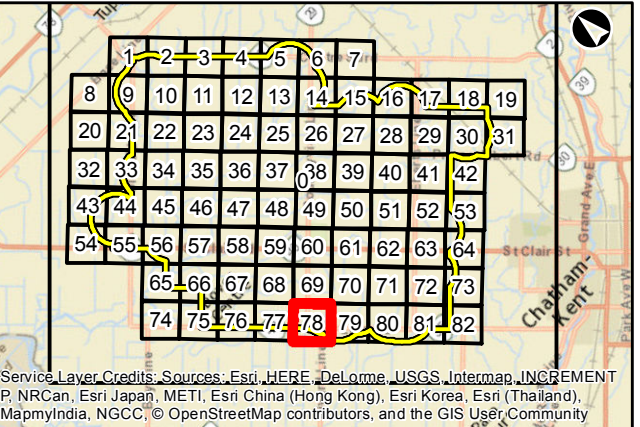 1 2 3 4 5 6 7
8 9 10 11 12 13 14 15 16 17 18 19
20 21 22 23 24 25 26 27 28 29 30 31
32 33 34 35 36 37 38 39 40 41 42
0
43 44 45 46 47 48 49 50 51 52 53
54 55 56 57 58 59 60 61 62 63 64
St Clair St
65 66 67 68 69 70 71 72 73
74 75 76 77 78 79 80 81 82
Chatham-
Kent
Grand Ave E
Park Ave
Service Layer Credits: Sources: Esri, HERE, DeLorme, USGS, Intermap, INCREMENT
P, NRCan, Esri Japan, METI, Esri China (Hong Kong), Esri Korea, Esri (Thailand),
MapmyIndia, NGCC, © OpenStreetMap contributors, and the GIS User Community